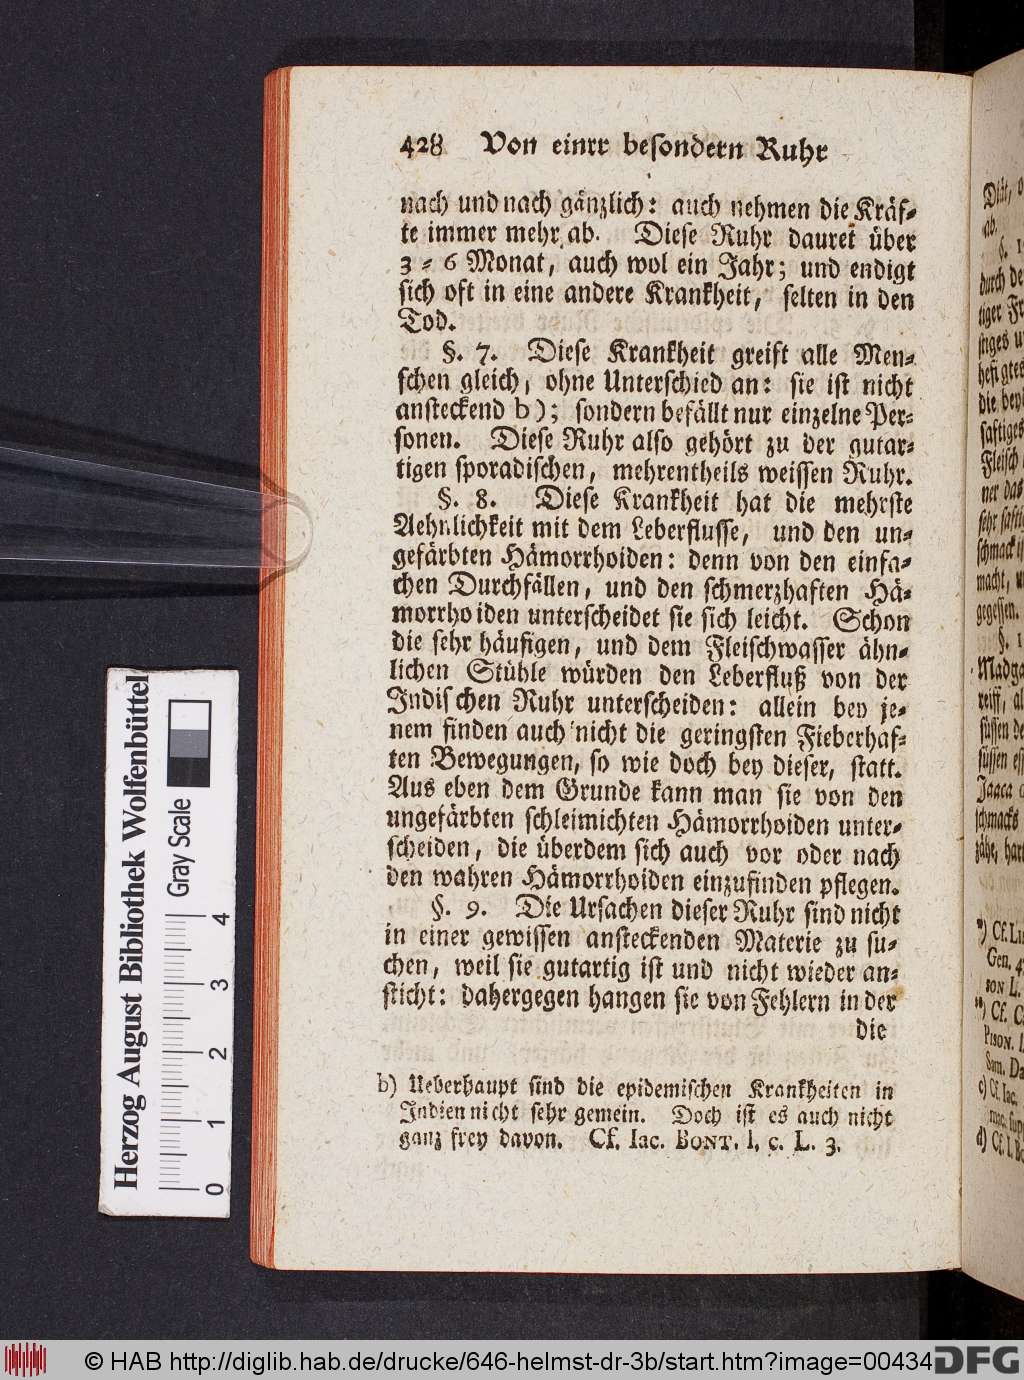 428 Von einrr besondern Ruhr
nach und nach gänzlich: auch nehmen die Kräf-
te immer mehr ab. Diese Ruhr dauret über
3 - 6 Monat, auch wol ein Jahr; und endigt
sich oft in eine andere Krankheit, selten in den
Tod.
§. 7. Diese Krankheit greift alle Men-
schen gleich, ohne Unterschied an: sie ist nicht
ansteckend b); sondern befällt nur einzelne Per-
sonen. Diese Ruhr also gehört zu der gutar-
tigen sporadischen, mehrentheils weissen Ruhr.
§. 8. Diese Krankheit hat die mehrste
Aehnlichkeit mit dem Leberflusse, und den un-
gefärbten Hämorrhoiden: denn von den einfa-
chen Durchfällen, und den schmerzhaften Hä-
morrhoiden unterscheidet sie sich leicht. Schon
die sehr häufigen, und dem Fleischwasser ähn-
lichen Stühle würden den Leberfluß von der
Indischen Ruhr unterscheiden: allein bey je-
nem finden auch nicht die geringsten Fieberhaf-
ten Bewegungen, so wie doch bey dieser, statt.
Aus eben dem Grunde kann man sie von den
ungefärbten schleimichten Hämorrhoiden unter-
scheiden, die überdem sich auch vor oder nach
den wahren Hämorrhoiden einzufinden pflegen.
§. 9. Die Ursachen dieser Ruhr sind nicht
in einer gewissen ansteckenden Materie zu su-
chen, weil sie gutartig ist und nicht wieder an-
sticht: dahergegen hangen sie von Fehlern in der
die
b) Ueberhaupt sind die epidemischen Krankheiten in
Indien nicht sehr gemein. Doch ist es auch nicht
ganz frey davon. Cf. Iac. BONT. l. c. L. 3.
Herzog August Bibliothek Wolfenbüttel
Gray Scale
0 1 2 3 4
© HAB http://diglib.hab.de/drucke/646-helmst-dr-3b/start.htm?image=00434
DFG